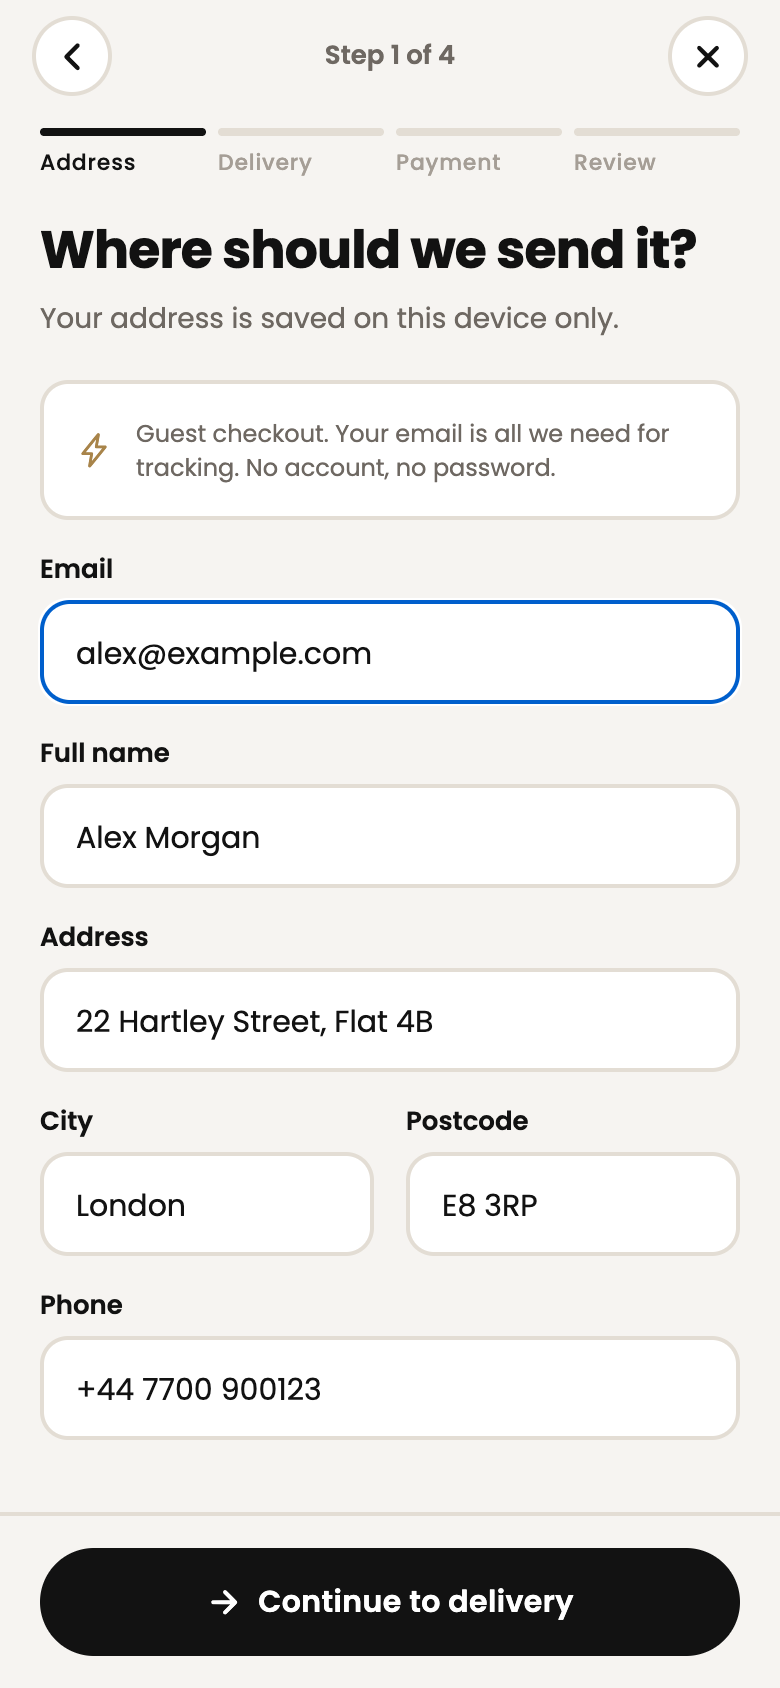 Step 1 of 4
Address
Delivery
Payment
Review
Where should we send it?
Your address is saved on this device only.
Guest checkout. Your email is all we need for
tracking. No account, no password.
Email
alex@example.com
Full name
Alex Morgan
Address
22 Hartley Street, Flat 4B
City
Postcode
London
E8 3RP
Phone
+44 7700 900123
Continue to delivery